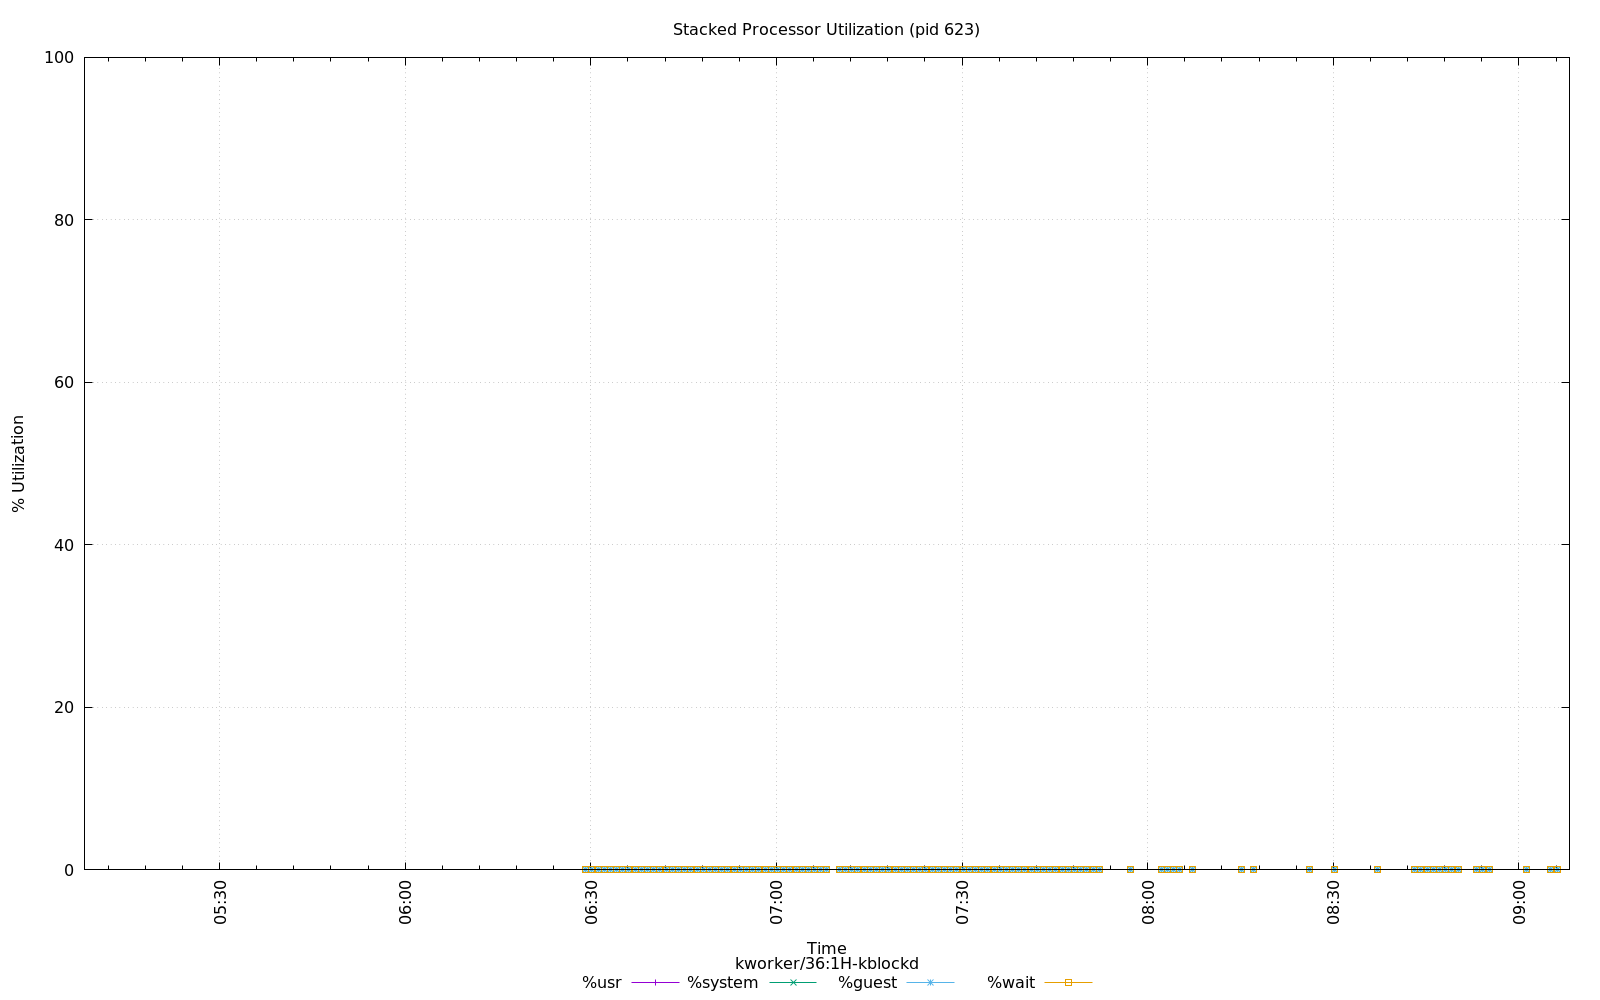 Stacked Processor Utilization (pid 623)
100
80
60
40
20
0
% Utilization
05:30 06:00 06:30 07:00 07:30 08:00 08:30 09:00
Time
kworker/36:1H-kblockd
%usr %system %guest %wait